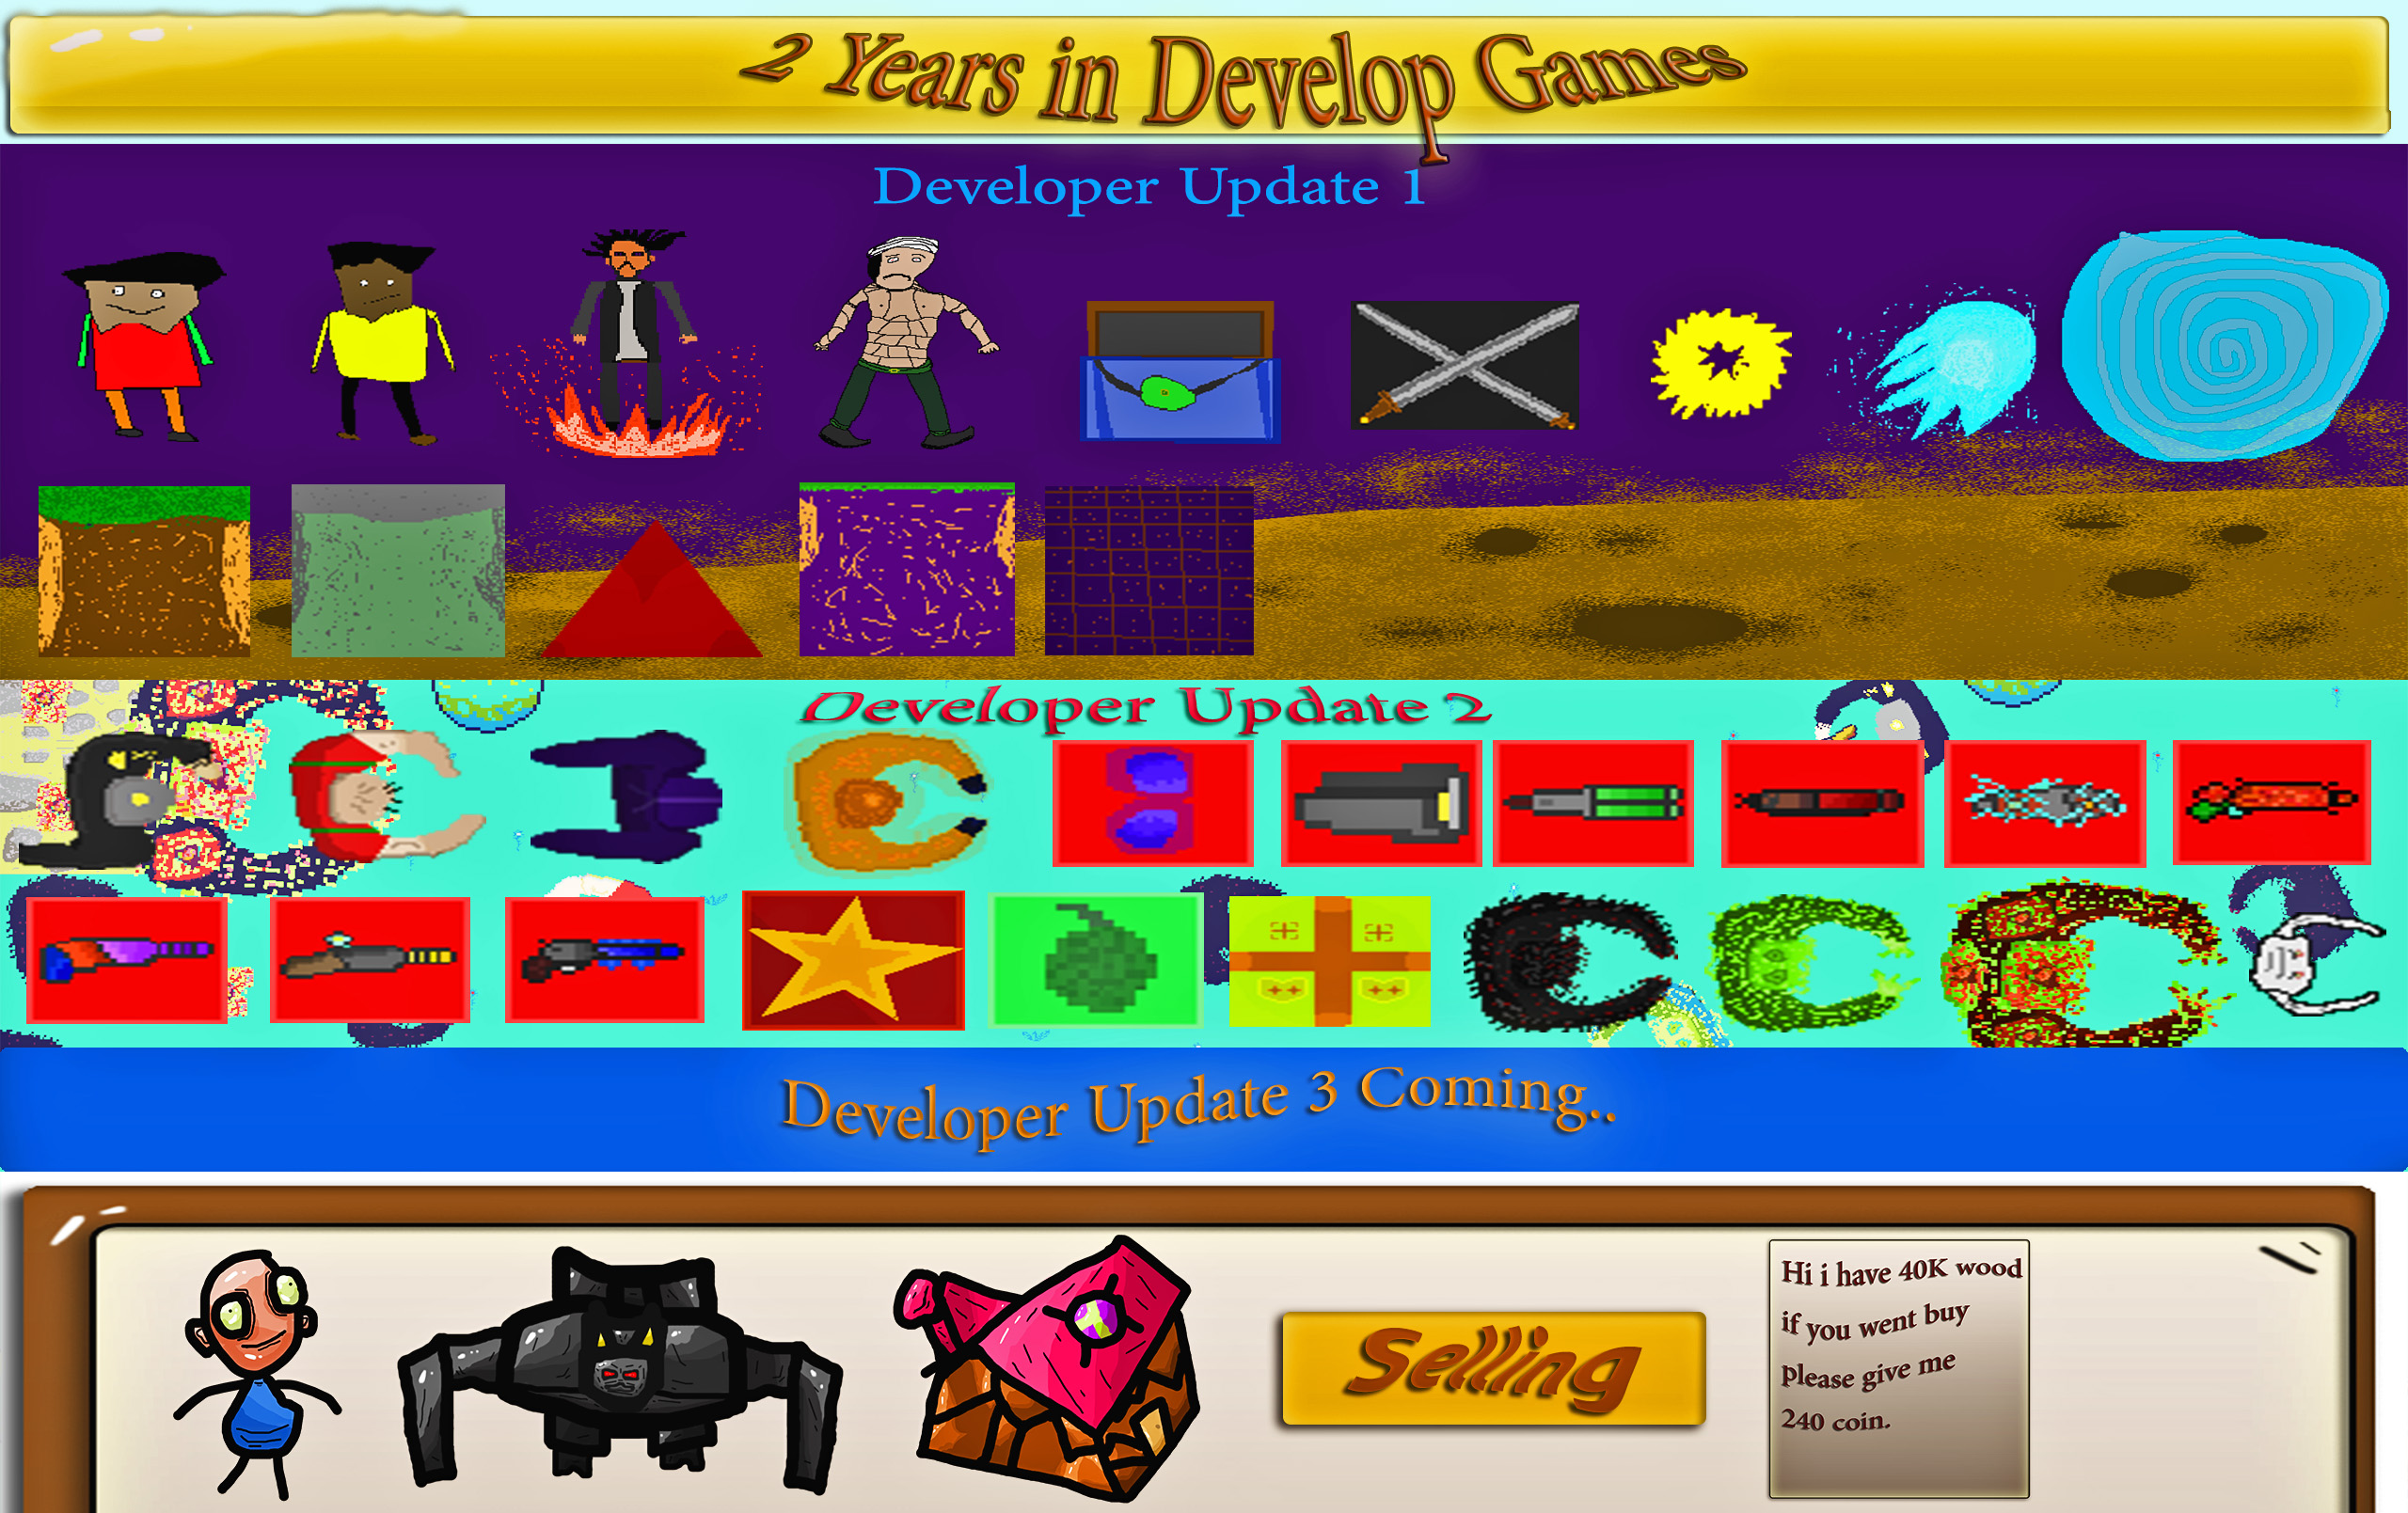 2 Years in Develop Games
Developer Update 1
Developer Update 2
Developer Update 3 Coming..
Selling
Hi i have 40K wood
if you went buy
please give me
240 coin.